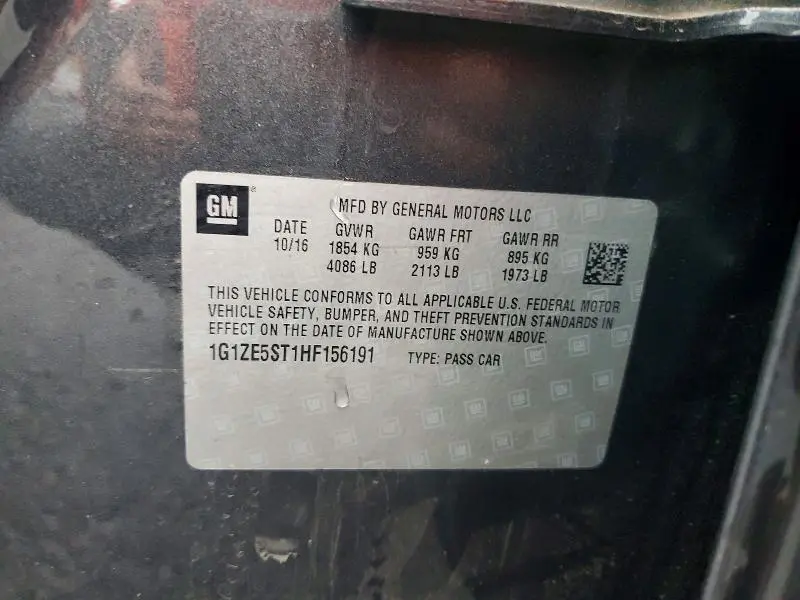 GM
MFD BY GENERAL MOTORS LLC
DATE GVWR GAWR FRT GAWR RR
10/16 1854 KG 959 KG 895 KG
4086 LB 2113 LB 1973 LB
THIS VEHICLE CONFORMS TO ALL APPLICABLE U.S. FEDERAL MOTOR
VEHICLE SAFETY, BUMPER, AND THEFT PREVENTION STANDARDS IN
EFFECT ON THE DATE OF MANUFACTURE SHOWN ABOVE.
1G1ZE5ST1HF156191 TYPE: PASS CAR